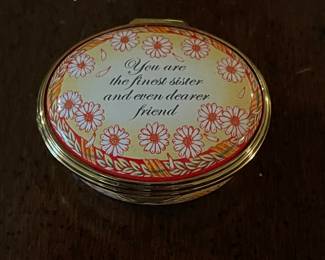 You are
the finest sister
and even dearer
friend